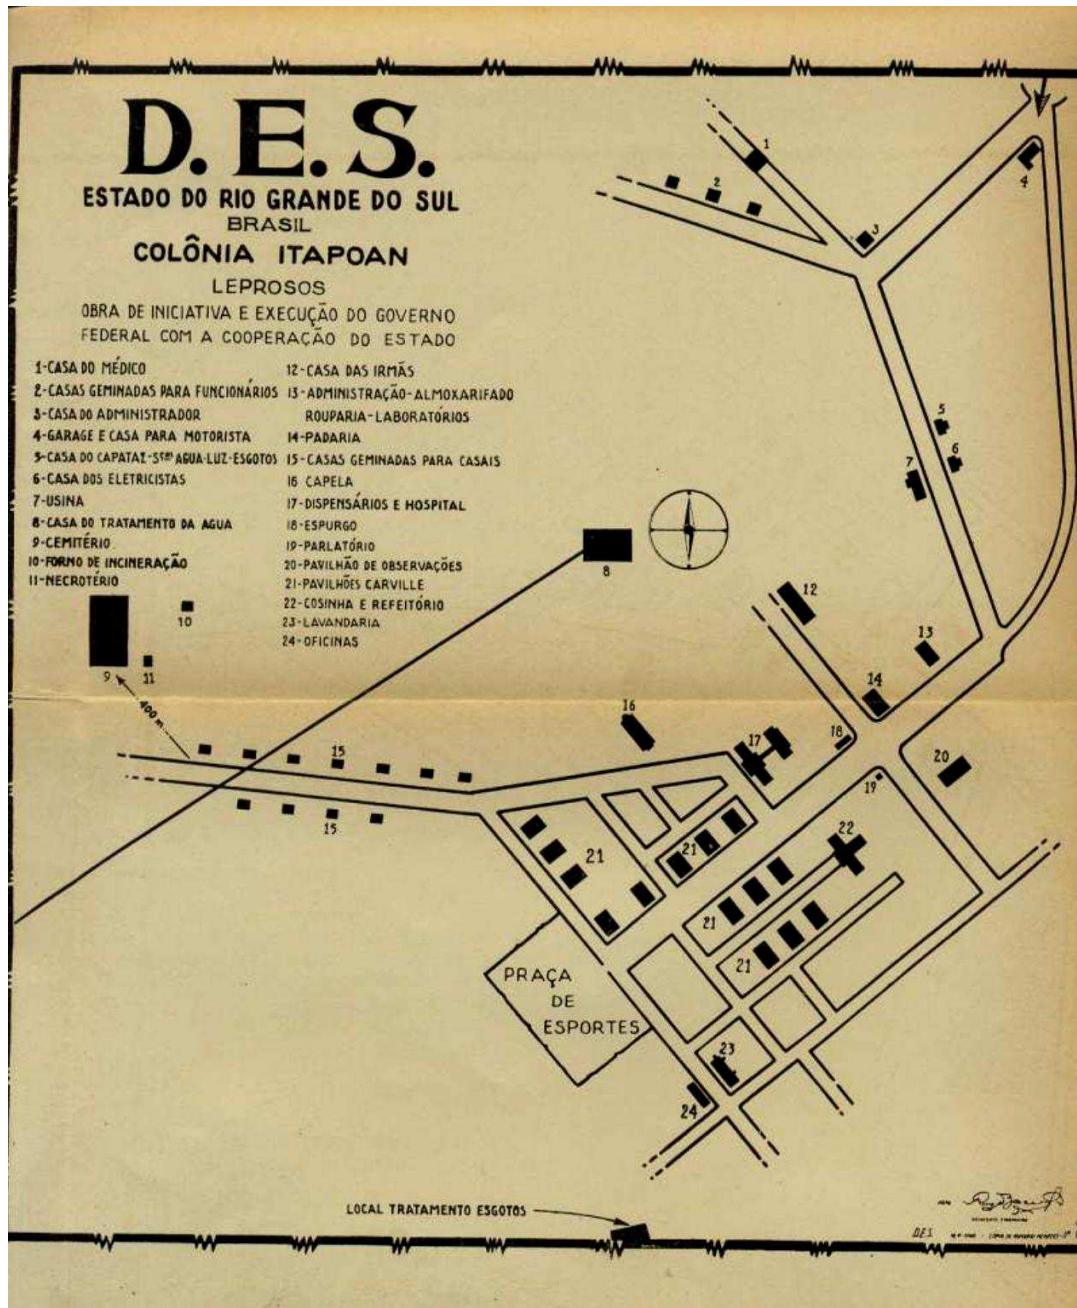 D. E. S.
ESTADO DO RIO GRANDE DO SUL
BRASIL
COLÔNIA ITAPOAN
LEPROSOS
OBRA DE INICIATIVA E EXECUÇÃO DO GOVERNO
FEDERAL COM A COOPERAÇÃO DO ESTADO
1-CASA DO MÉDICO
2-CASAS GEMINADAS PARA FUNCIONÁRIOS
3-CASA DO ADMINISTRADOR
4-GARAGE E CASA PARA MOTORISTA
5-CASA DO CAPATAZ-Sᶜᵒˢ AGUA-LUZ-ESGOTOS
6-CASA DOS ELETRICISTAS
7-USINA
8-CASA DO TRATAMENTO DA AGUA
9-CEMITÉRIO
10-FORNO DE INCINERAÇÃO
11-NECROTÉRIO
12-CASA DAS IRMÃS
13-ADMINISTRAÇÃO-ALMOXARIFADO
ROUPARIA-LABORATÓRIOS
14-PADARIA
15-CASAS GEMINADAS PARA CASAIS
16 CAPELA
17-DISPENSÁRIOS E HOSPITAL
18-ESPURGO
19-PARLATÓRIO
20-PAVILHÃO DE OBSERVAÇÕES
21-PAVILHÕES CARVILLE
22-COSINHA E REFEITÓRIO
23-LAVANDARIA
24-OFICINAS
1
2
3
4
5
6
7
8
9
10
11
400 m.
12
13
14
15
15
16
17
18
19
20
21
21
21
21
22
PRAÇA
DE
ESPORTES
23
24
LOCAL TRATAMENTO ESGOTOS
DES.